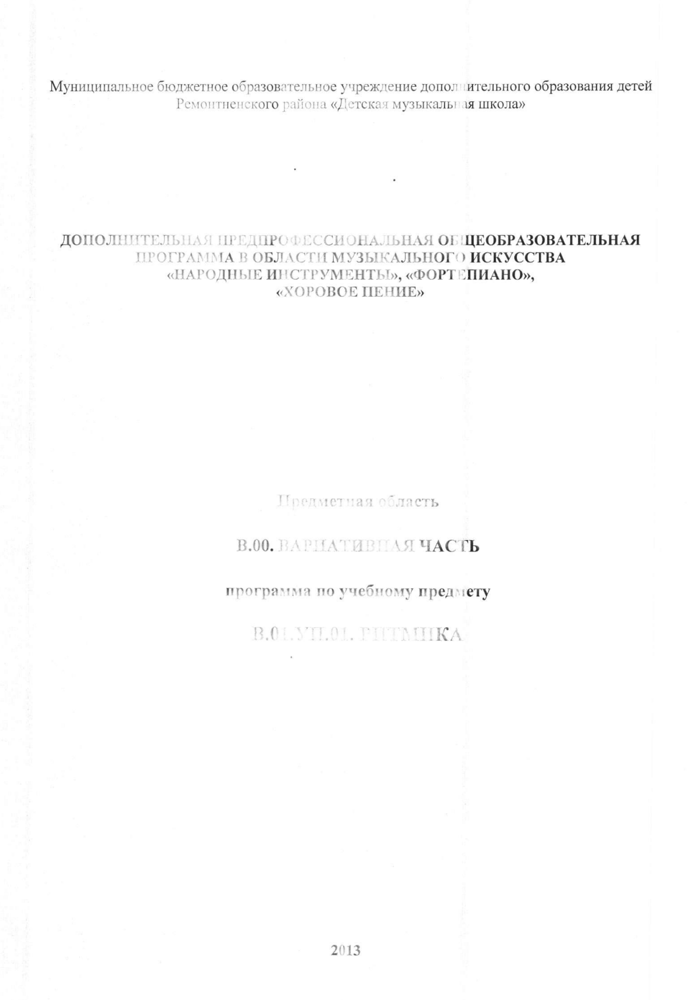 Муниципальное бюджетное образовательное учреждение дополнительного образования детей
Ремонтненского района «Детская музыкальная школа»
ДОПОЛНИТЕЛЬНАЯ ПРЕДПРОФЕССИОНАЛЬНАЯ ОБЩЕОБРАЗОВАТЕЛЬНАЯ
ПРОГРАММА В ОБЛАСТИ МУЗЫКАЛЬНОГО ИСКУССТВА
«НАРОДНЫЕ ИНСТРУМЕНТЫ», «ФОРТЕПИАНО»,
«ХОРОВОЕ ПЕНИЕ»
Предметная область
В.00. ВАРИАТИВНАЯ ЧАСТЬ
программа по учебному предмету
В.01.УП.01. РИТМИКА
2013